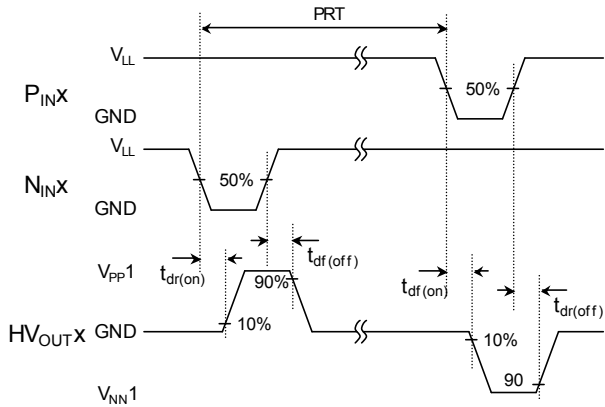 PRT
V_LL
P_INx
50%
GND
V_LL
N_INx
50%
GND
t_dr(on)
t_df(off)
V_PP1
90%
t_df(on)
t_dr(off)
HV_OUTx
GND
10%
10%
90
V_NN1